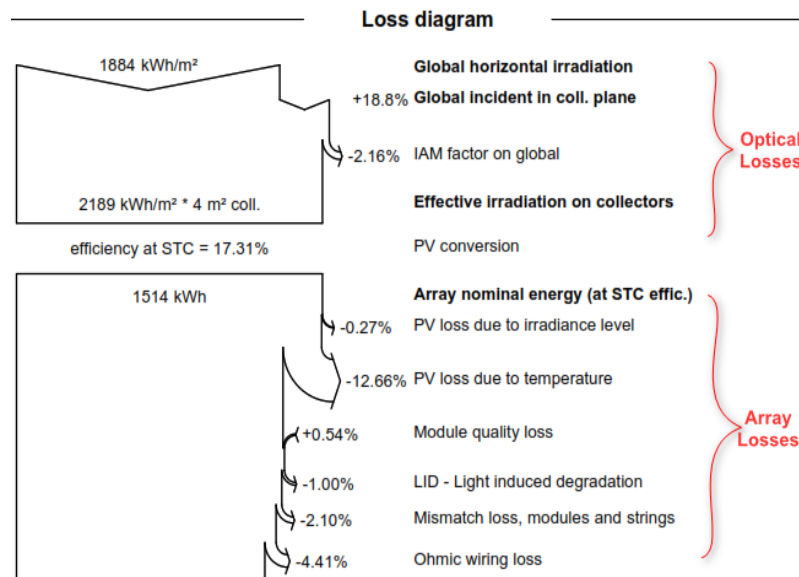 Loss diagram
1884 kWh/m²
Global horizontal irradiation
+18.8% Global incident in coll. plane
-2.16% IAM factor on global
Optical
Losses
2189 kWh/m² * 4 m² coll.
Effective irradiation on collectors
efficiency at STC = 17.31%
PV conversion
1514 kWh
Array nominal energy (at STC effic.)
-0.27% PV loss due to irradiance level
-12.66% PV loss due to temperature
+0.54% Module quality loss
Array
Losses
-1.00% LID - Light induced degradation
-2.10% Mismatch loss, modules and strings
-4.41% Ohmic wiring loss